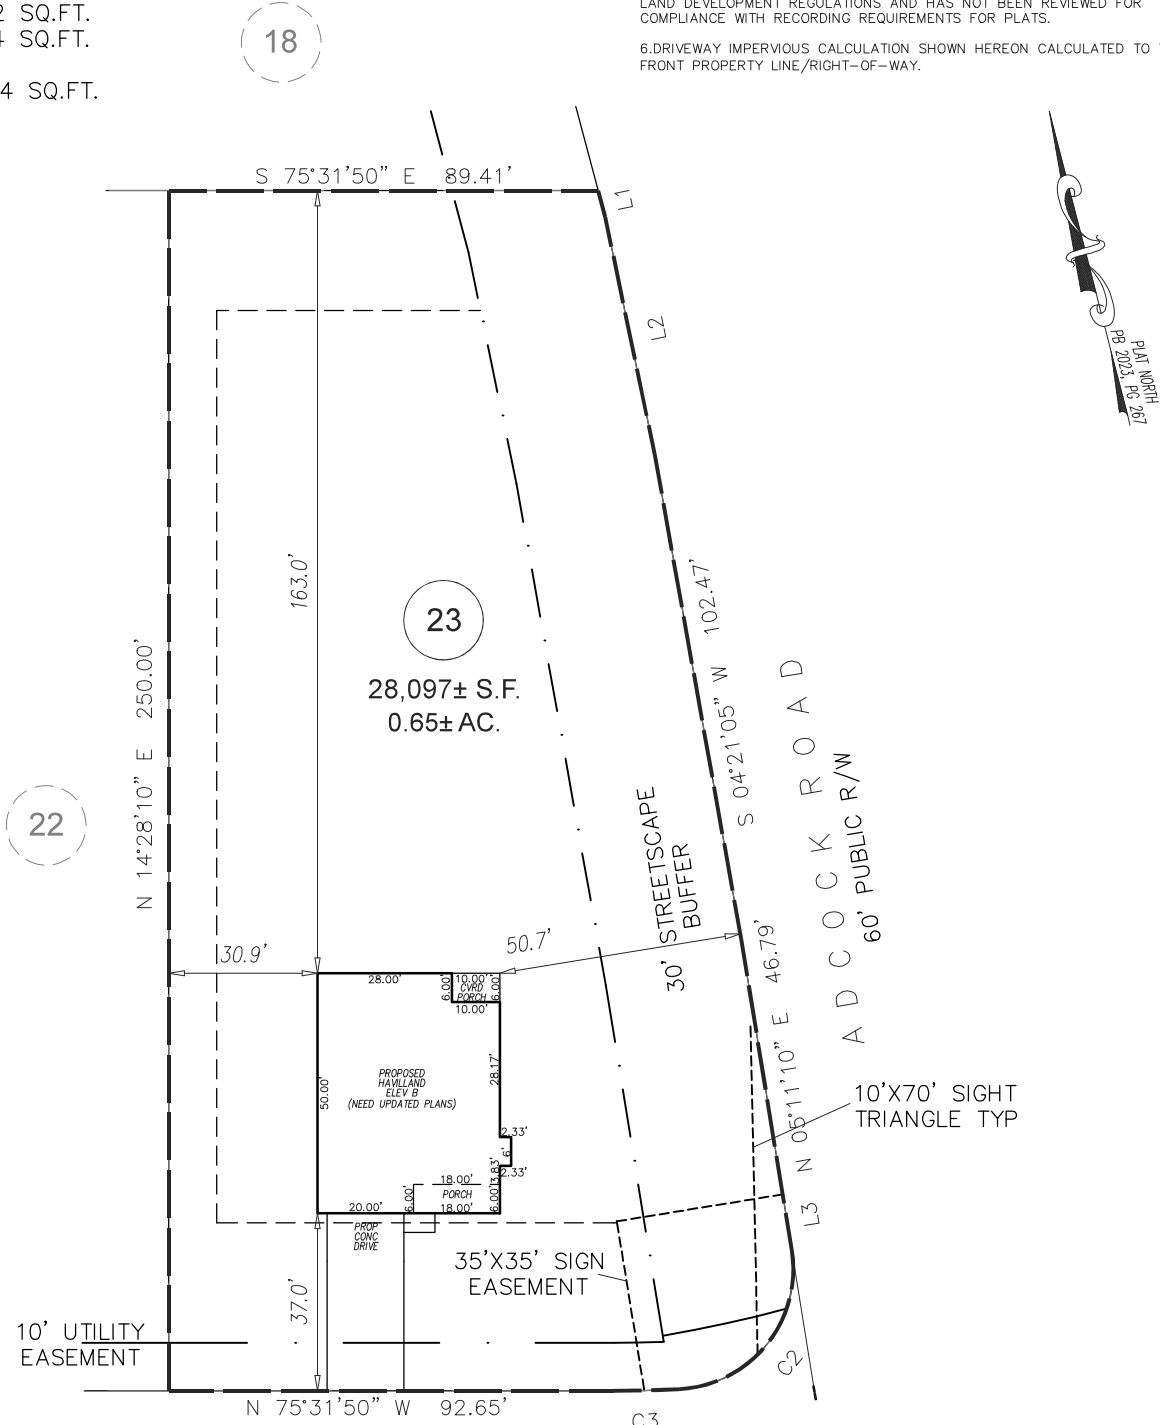 2 SQ.FT.
4 SQ.FT.
4 SQ.FT.
18
LAND DEVELOPMENT REGULATIONS AND HAS NOT BEEN REVIEWED FOR
COMPLIANCE WITH RECORDING REQUIREMENTS FOR PLATS.
6.DRIVEWAY IMPERVIOUS CALCULATION SHOWN HEREON CALCULATED TO
FRONT PROPERTY LINE/RIGHT-OF-WAY.
S 75°31'50" E 89.41'
L1
L2
PLAT NORTH
PB 2023, PG 267
163.0'
23
28,097± S.F.
0.65± AC.
N 14°28'10" E 250.00'
22
S 04°21'05" W 102.47'
ADCOCK ROAD
60' PUBLIC R/W
30' STREETSCAPE
BUFFER
N 05°11'10" E 46.79'
L3
30.9'
50.7'
28.00'
6.00'
10.00'
CVRD
PORCH
6.00'
10.00'
28.17'
50.00'
PROPOSED
HAVILLAND
ELEV B
(NEED UPDATED PLANS)
2.33'
6'
2.33'
3.83'
18.00'
PORCH
18.00'
6.00'
6.00'
20.00'
PROP
CONC
DRIVE
37.0'
10'X70' SIGHT
TRIANGLE TYP
35'X35' SIGN
EASEMENT
10' UTILITY
EASEMENT
N 75°31'50" W 92.65'
C2
C3